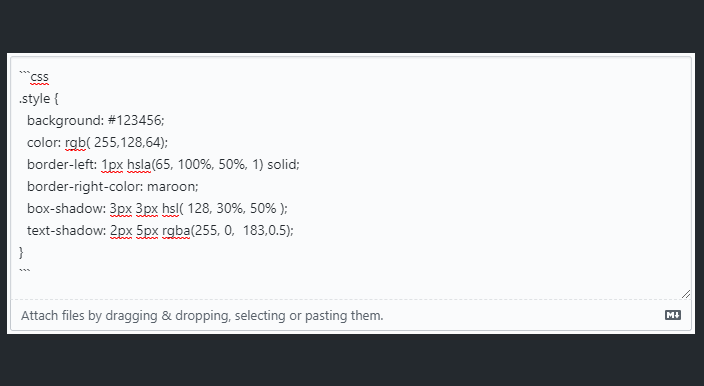 ```css
.style {
  background: #123456;
  color: rgb( 255,128,64);
  border-left: 1px hsla(65, 100%, 50%, 1) solid;
  border-right-color: maroon;
  box-shadow: 3px 3px hsl( 128, 30%, 50% );
  text-shadow: 2px 5px rgba(255, 0,  183,0.5);
}
```
Attach files by dragging & dropping, selecting or pasting them.
M